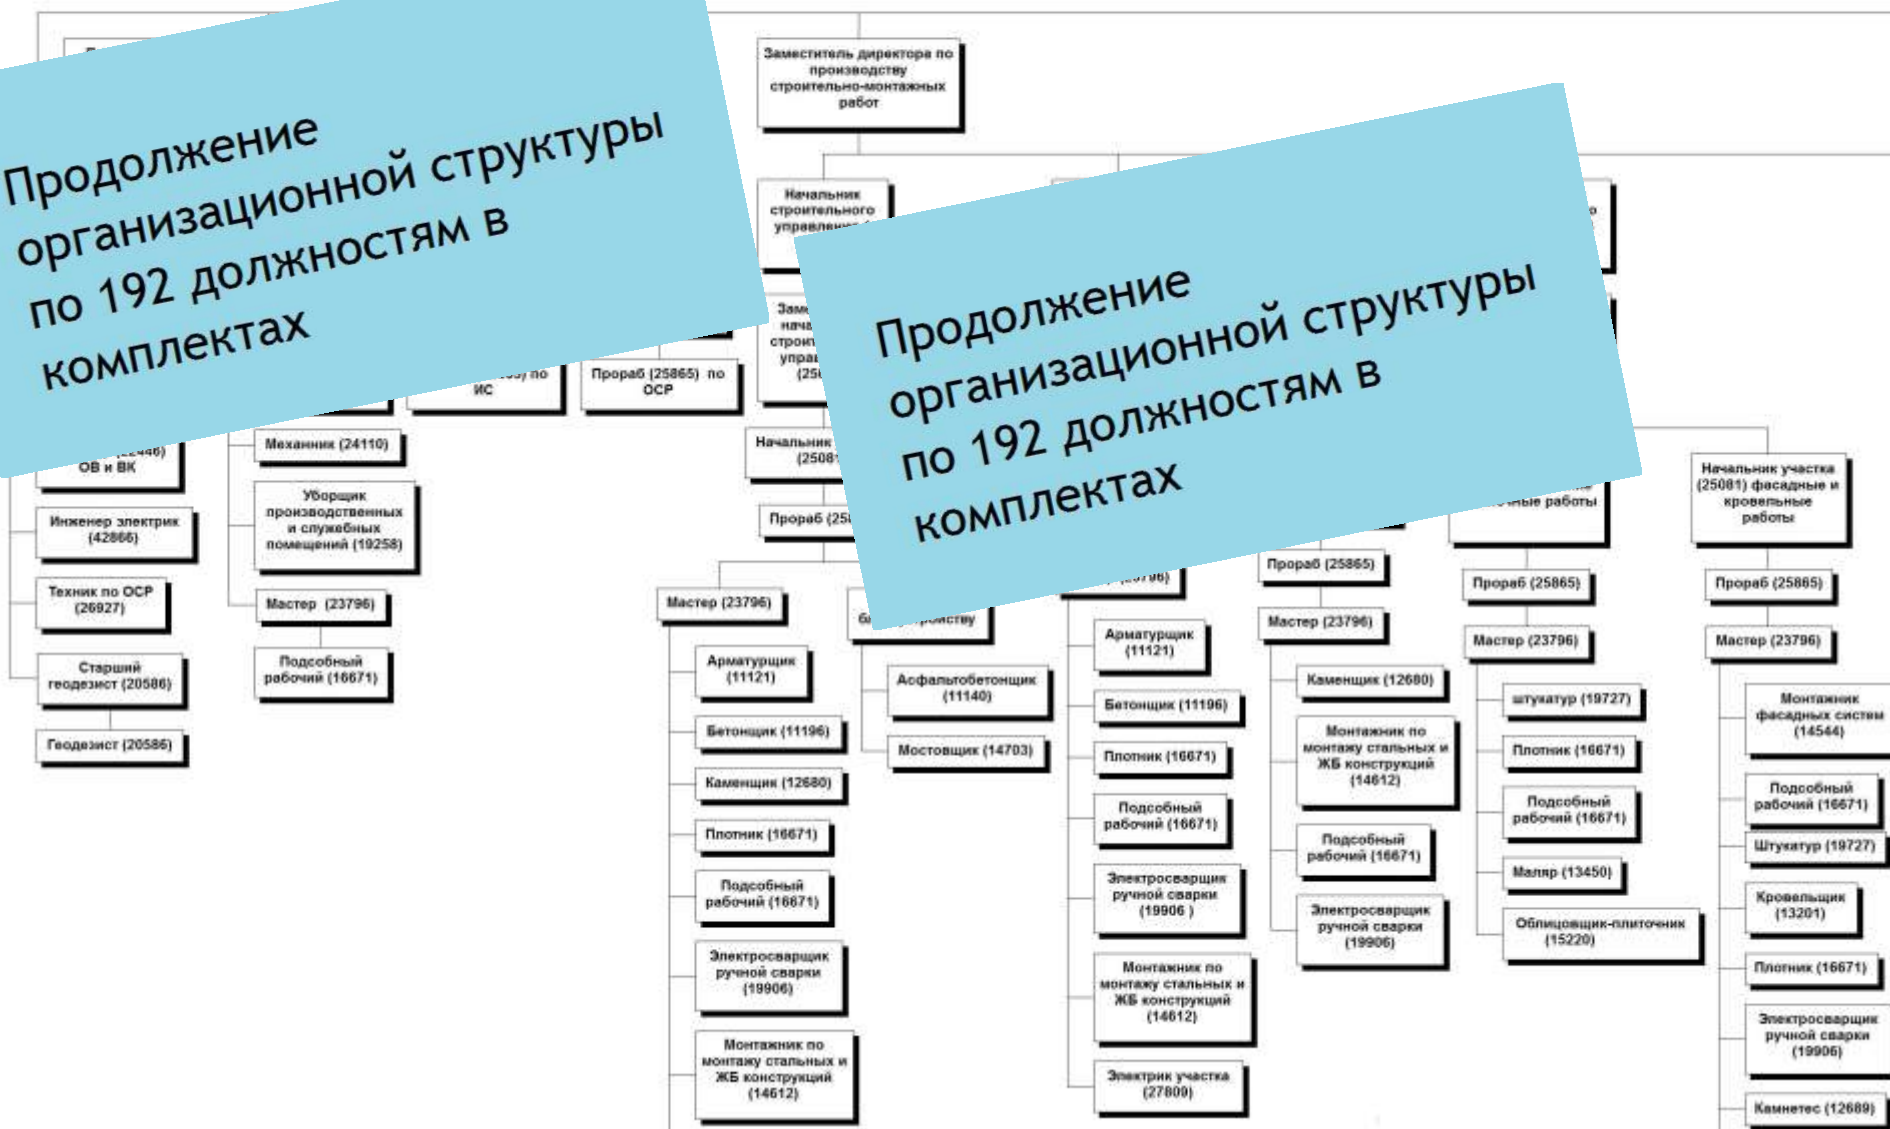 Заместитель директора по
производству
строительно-монтажных
работ
Продолжение
организационной структуры
по 192 должностям в
комплектах
Начальник
строительного
Продолжение
организационной структуры
по 192 должностям в
комплектах
по
ИС
Прораб (25865) по
ОСР
Начальник
Прораб
ОВ и ВК
Инженер электрик
(42866)
Техник по ОСР
(26927)
Старший
геодезист (20586)
Геодезист (20586)
Механник (24110)
Уборщик
производственных
и служебных
помещений (19258)
Мастер (23796)
Подсобный
рабочий (16671)
Мастер (23796)
Арматурщик
(11121)
Бетонщик (11196)
Каменщик (12680)
Плотник (16671)
Подсобный
рабочий (16671)
Электросварщик
ручной сварки
(19906)
Монтажник по
монтажу стальных и
ЖБ конструкций
(14612)
Асфальтобетонщик
(11140)
Мостовщик (14703)
Арматурщик
(11121)
Бетонщик (11196)
Плотник (16671)
Подсобный
рабочий (16671)
Электросварщик
ручной сварки
(19906 )
Монтажник по
монтажу стальных и
ЖБ конструкций
(14612)
Электрик участка
(27809)
Прораб (25865)
Мастер (23796)
Каменщик (12680)
Монтажник по
монтажу стальных и
ЖБ конструкций
(14612)
Подсобный
рабочий (16671)
Электросварщик
ручной сварки
(19906)
работы
Прораб (25865)
Мастер (23796)
штукатур (19727)
Плотник (16671)
Подсобный
рабочий (16671)
Маляр (13450)
Облицовщик-плиточник
(15220)
Начальник участка
(25081) фасадные и
кровельные
работы
Прораб (25865)
Мастер (23796)
Монтажник
фасадных систем
(14544)
Подсобный
рабочий (16671)
Штукатур (19727)
Кровельщик
(13201)
Плотник (16671)
Электросварщик
ручной сварки
(19906)
Камнетес (12689)